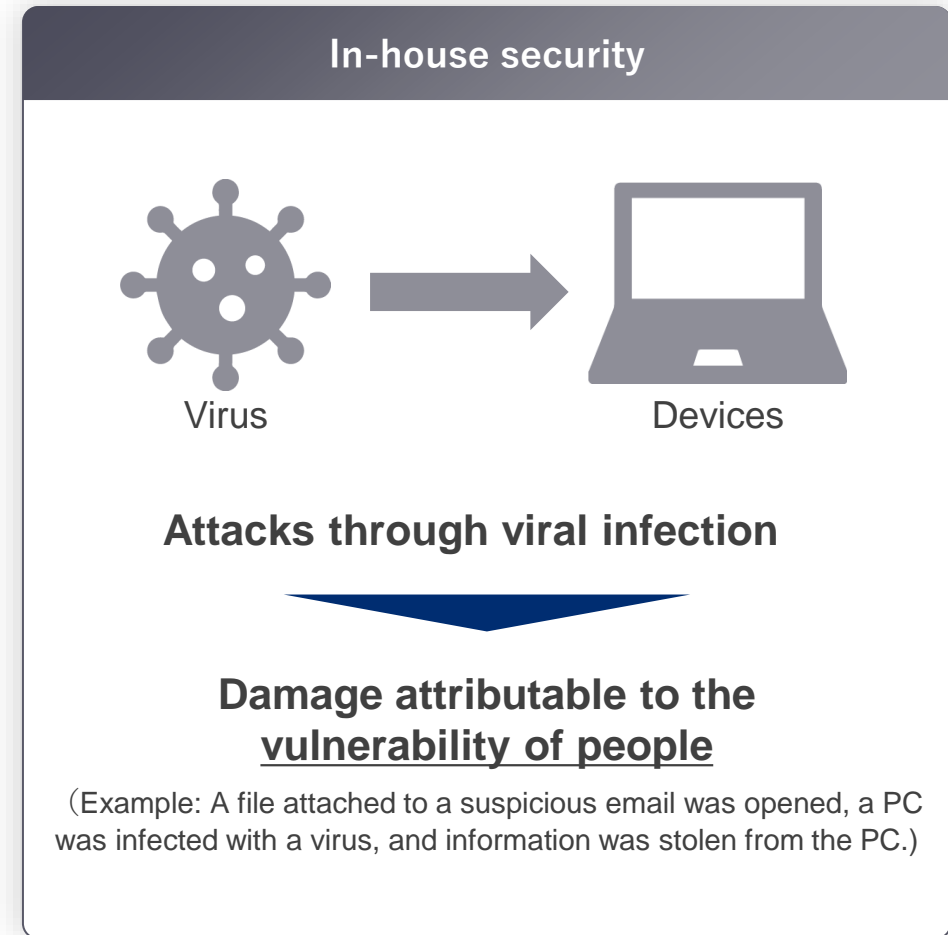 In-house security
Virus
Devices
Attacks through viral infection
Damage attributable to the
vulnerability of people
（Example: A file attached to a suspicious email was opened, a PC
was infected with a virus, and information was stolen from the PC.)